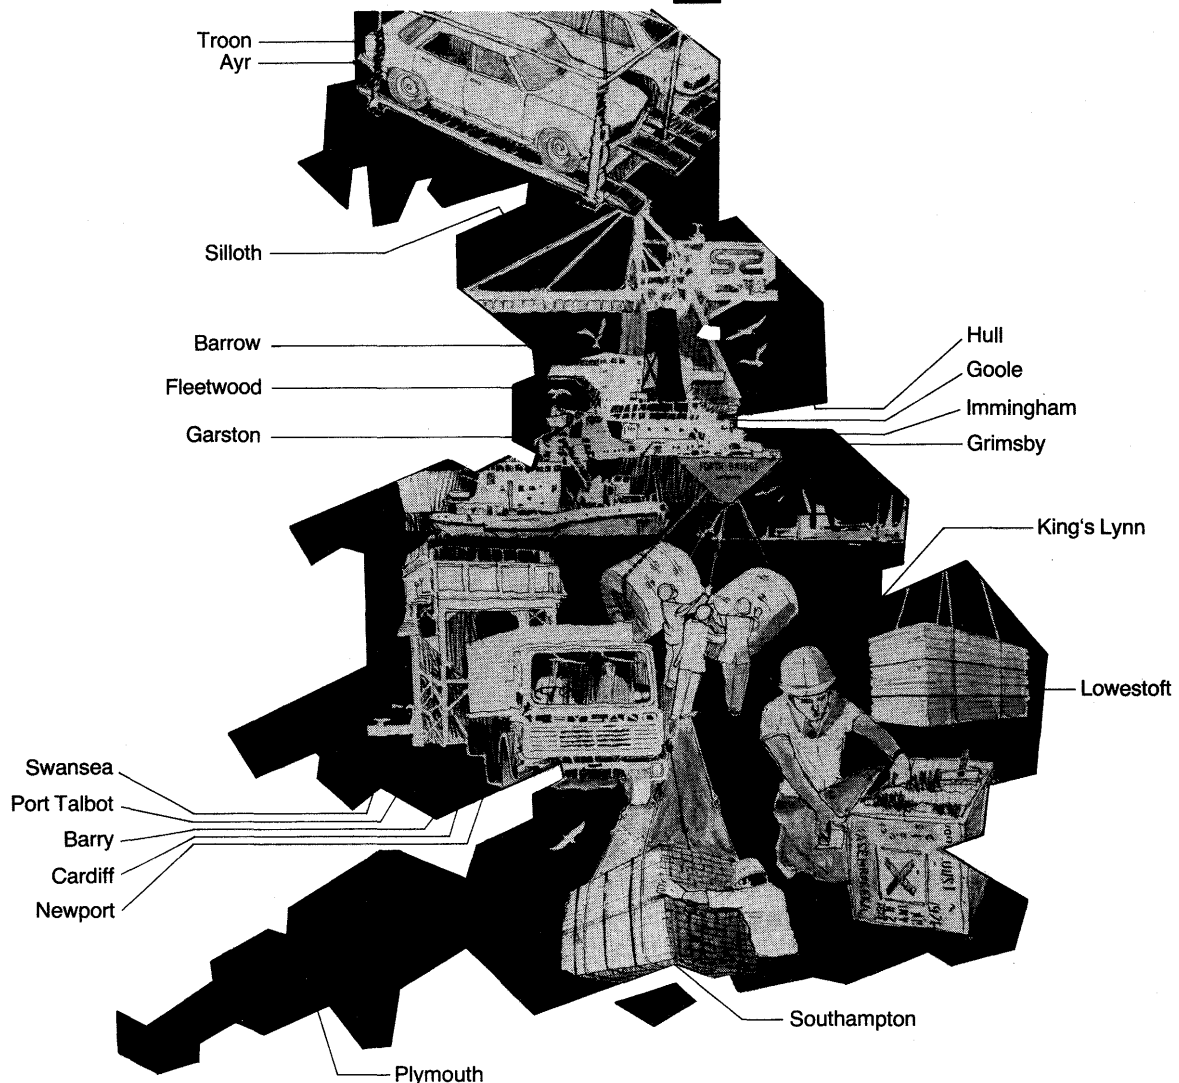 Troon
Ayr
Silloth
Barrow
Fleetwood
Garston
Hull
Goole
Immingham
Grimsby
King's Lynn
Lowestoft
Swansea
Port Talbot
Barry
Cardiff
Newport
Southampton
Plymouth